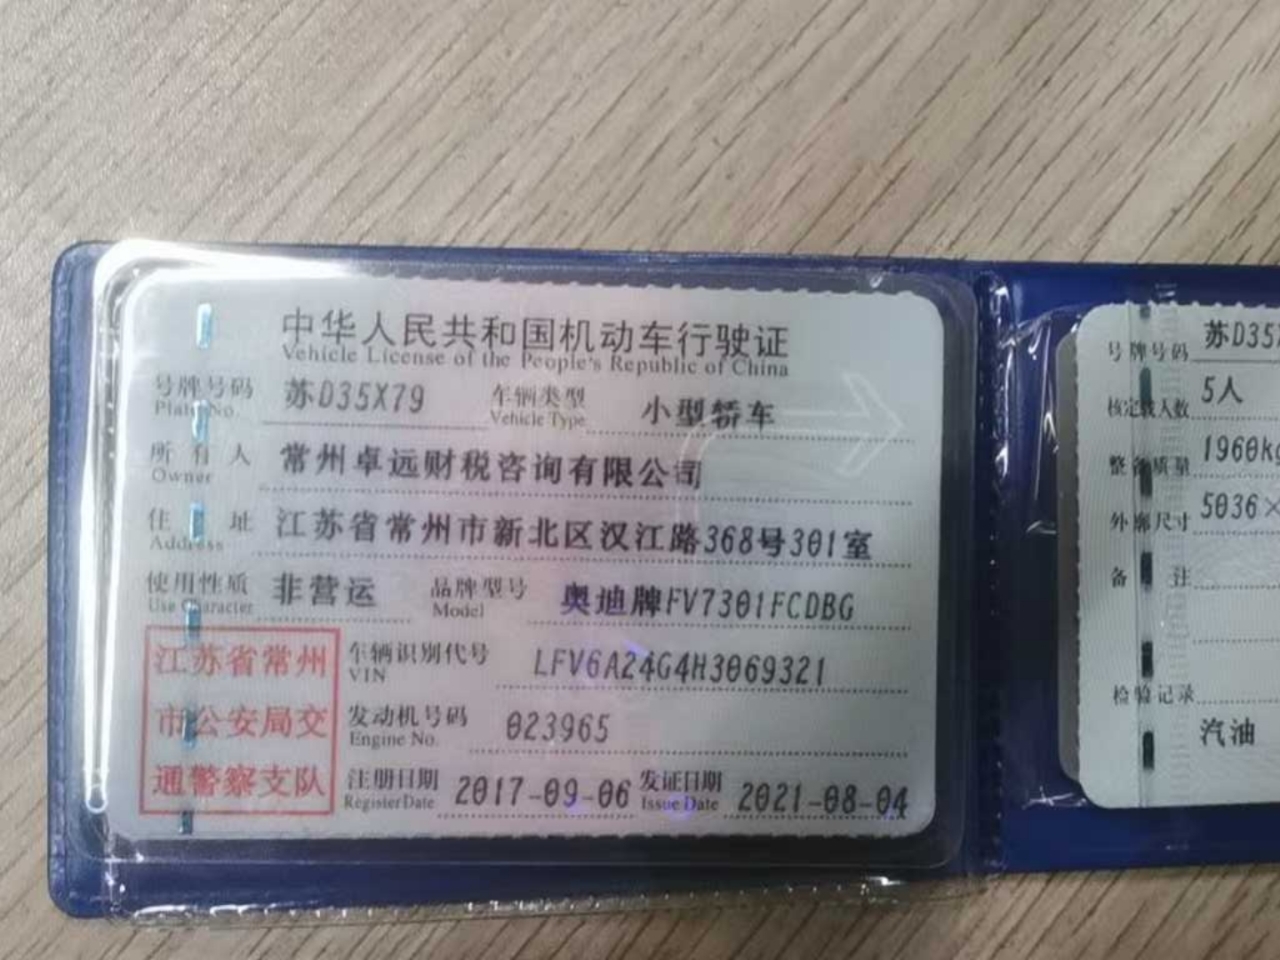 中华人民共和国机动车行驶证
Vehicle License of the People's Republic of China
号牌号码 苏D35X79 车辆类型 小型轿车
Plate No. Vehicle Type
所有人 常州卓远财税咨询有限公司
Owner
住址 江苏省常州市新北区汉江路368号301室
Address
使用性质 非营运 品牌型号 奥迪牌FV7301FCDBG
Use Character Model
江苏省常州
市公安局交
通警察支队
车辆识别代号 LFV6A24G4H3069321
VIN
发动机号码 023965
Engine No.
注册日期 2017-09-06 发证日期 2021-08-04
Register Date Issue Date
号牌号码 苏D35
核定载人数 5人
整备质量 1960kg
外廓尺寸 5036×
备注
检验记录
汽油